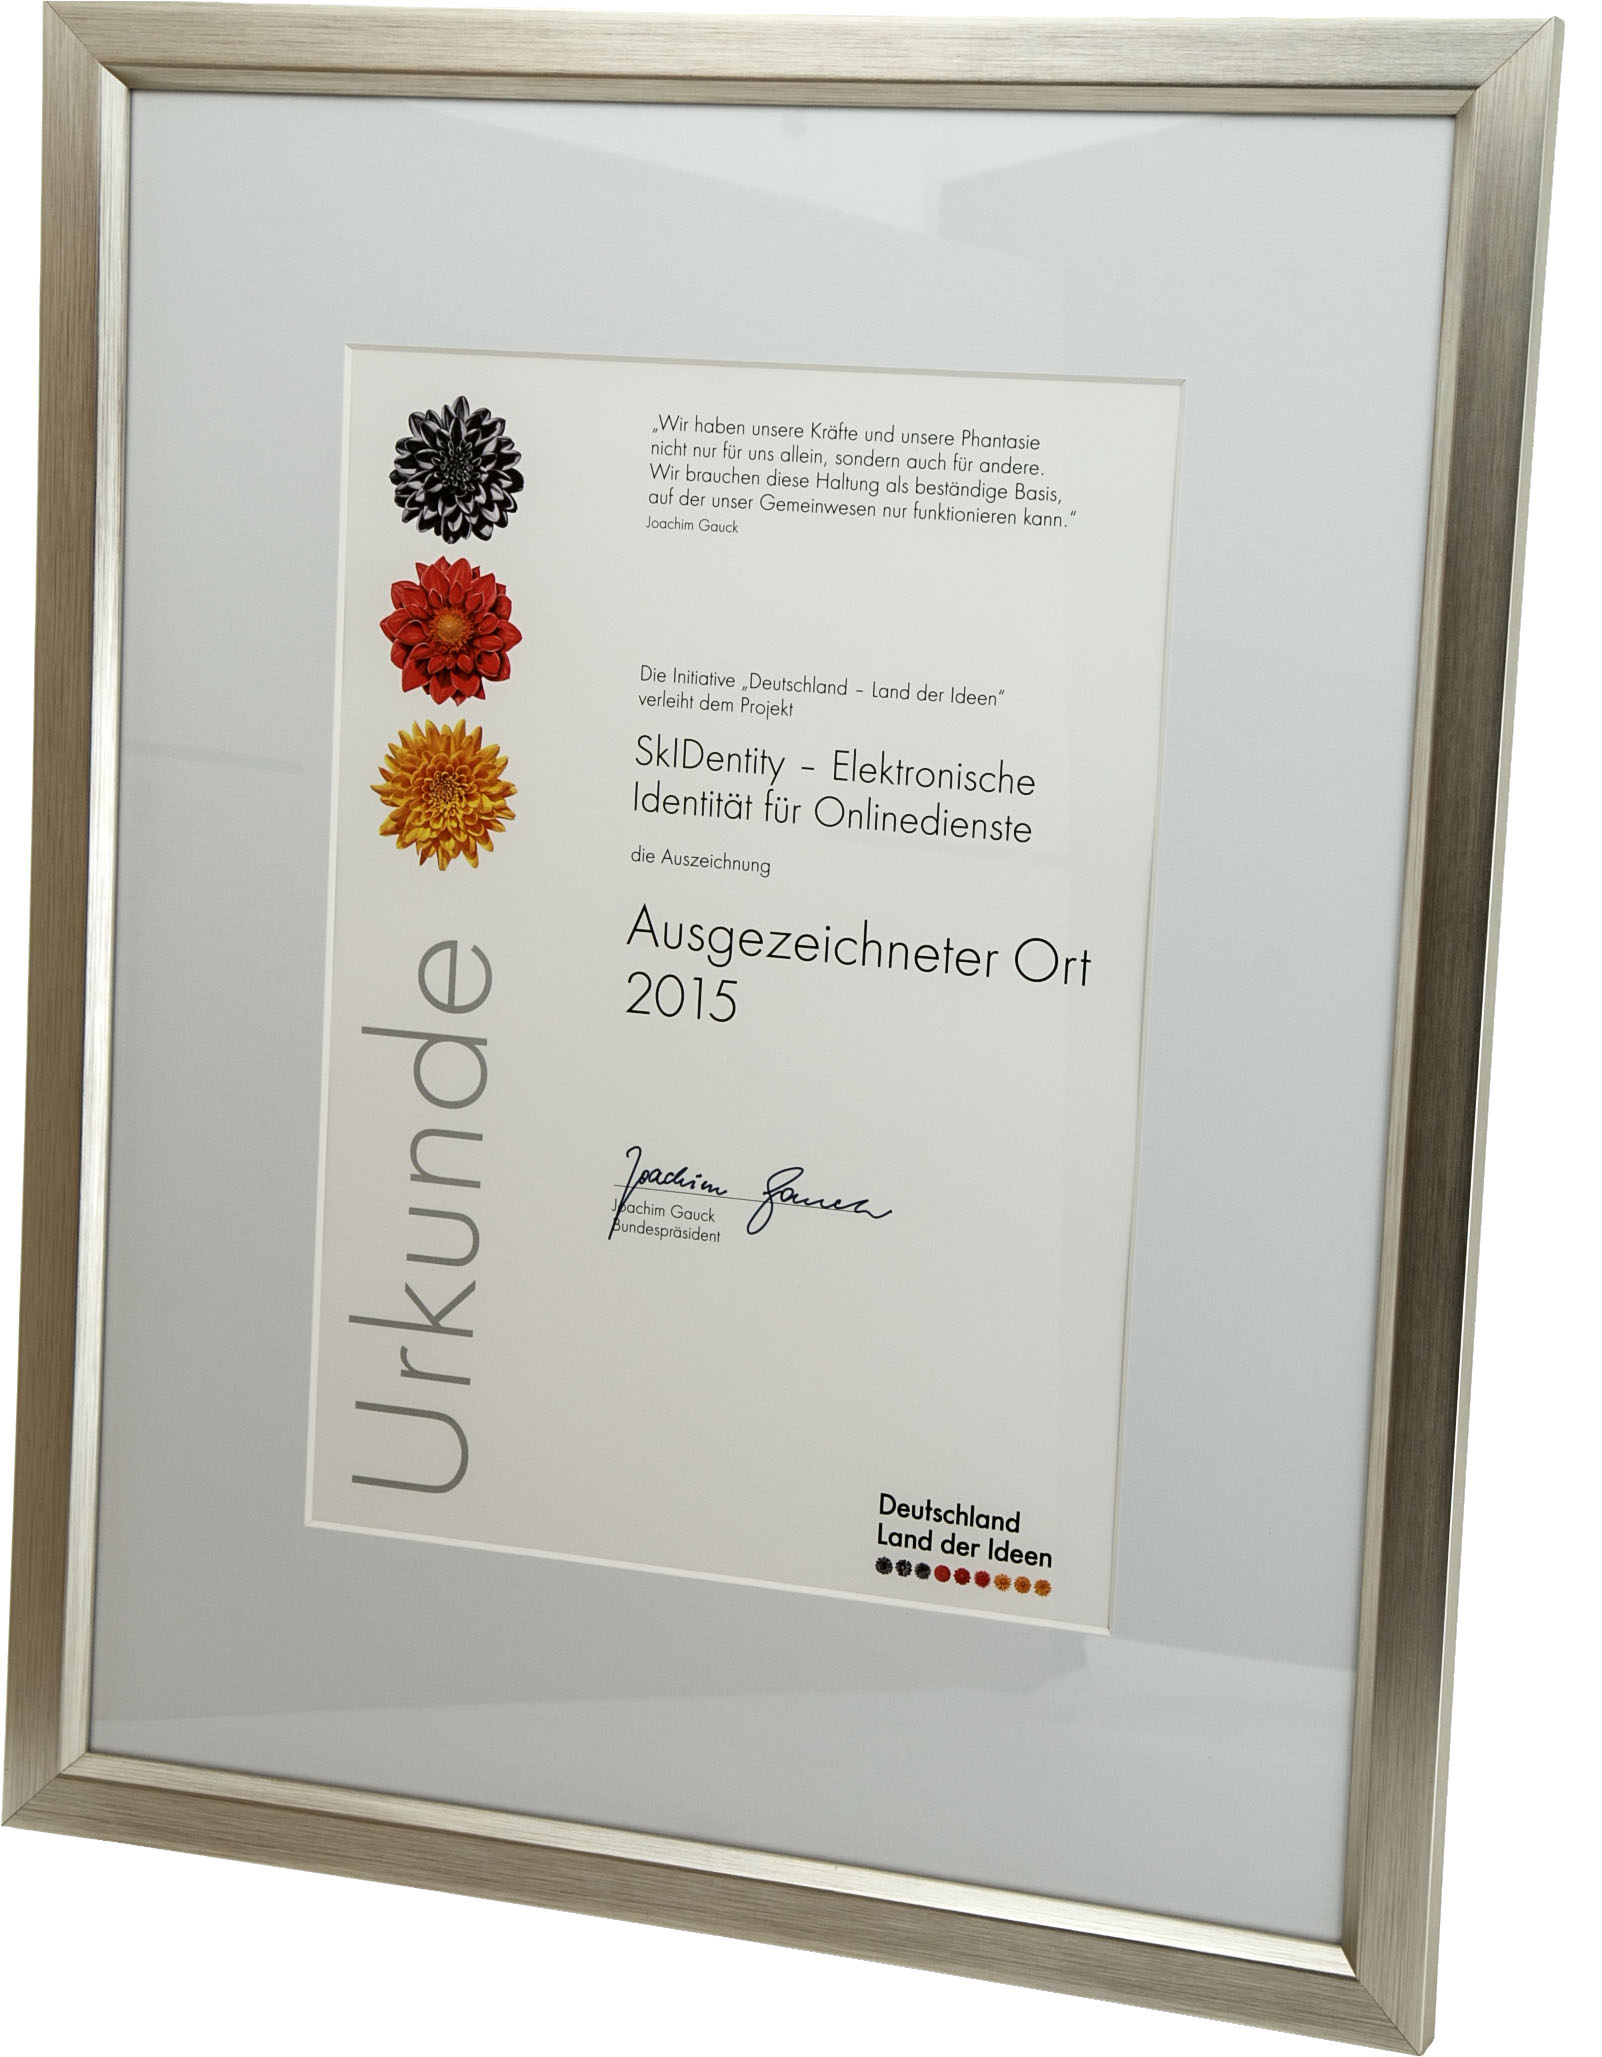 „Wir haben unsere Kräfte und unsere Phantasie
nicht nur für uns allein, sondern auch für andere.
Wir brauchen diese Haltung als beständige Basis,
auf der unser Gemeinwesen nur funktionieren kann.“
Joachim Gauck
Die Initiative „Deutschland – Land der Ideen“
verleiht dem Projekt
SkIDentity – Elektronische
Identität für Onlinedienste
die Auszeichnung
Ausgezeichneter Ort
2015
Joachim Gauck
Joachim Gauck
Bundespräsident
Urkunde
Deutschland
Land der Ideen